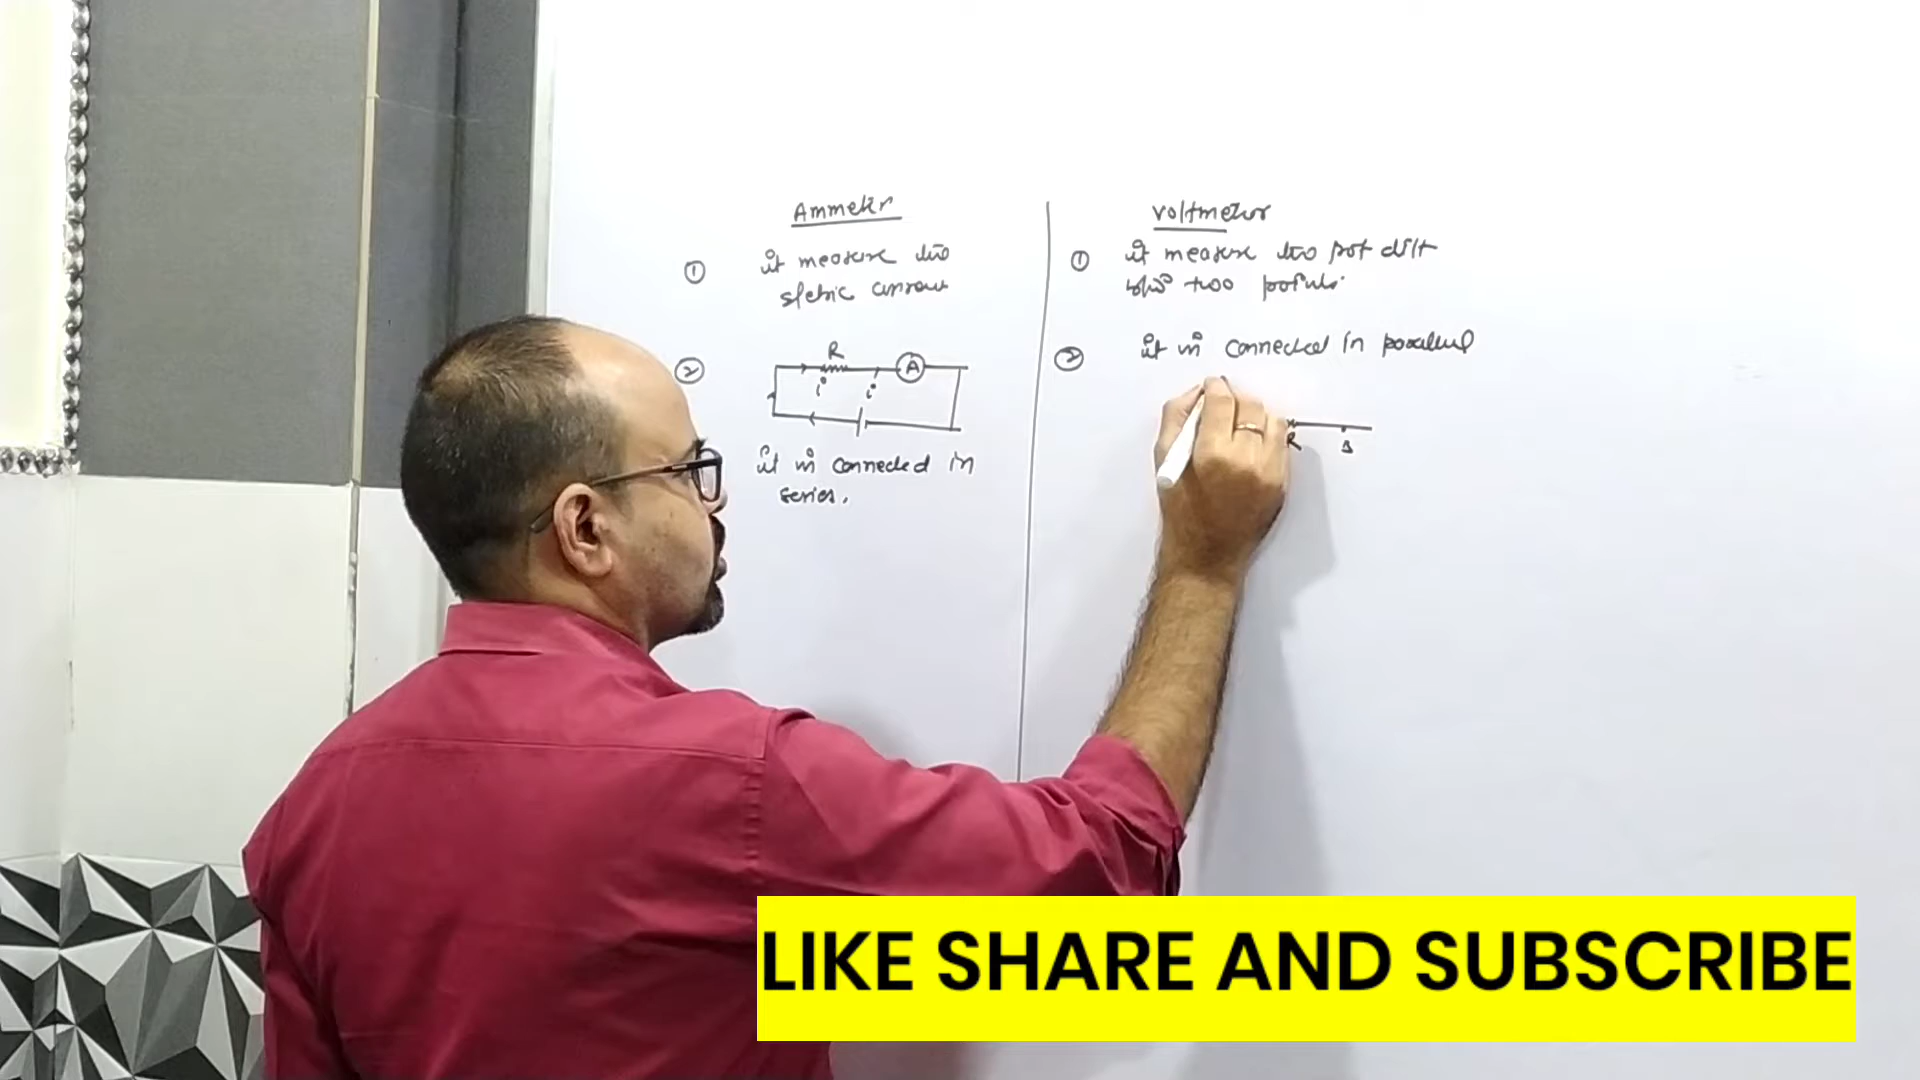 Ammeter
① it measure the
electric current
② R
i i A
it is connected in
series.
Voltmeter
① it measure the pot diff
b/w two points.
② it is connected in parallel
R B
LIKE SHARE AND SUBSCRIBE